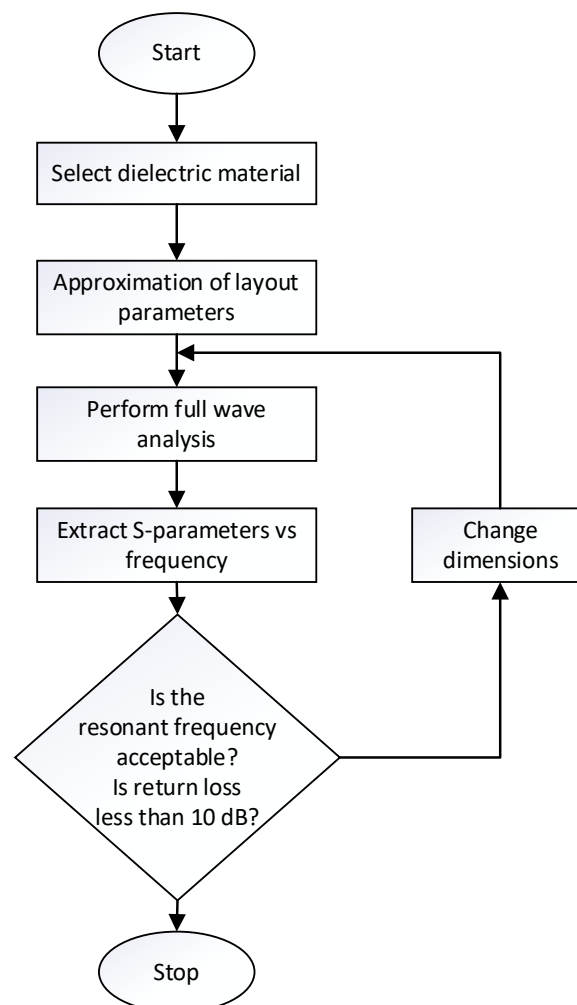 Start
Select dielectric material
Approximation of layout
parameters
Perform full wave
analysis
Extract S-parameters vs
frequency
Change
dimensions
Is the
resonant frequency
acceptable?
Is return loss
less than 10 dB?
Stop